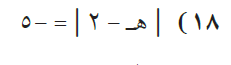 ١٨) | هـ − ٢ | = −٥